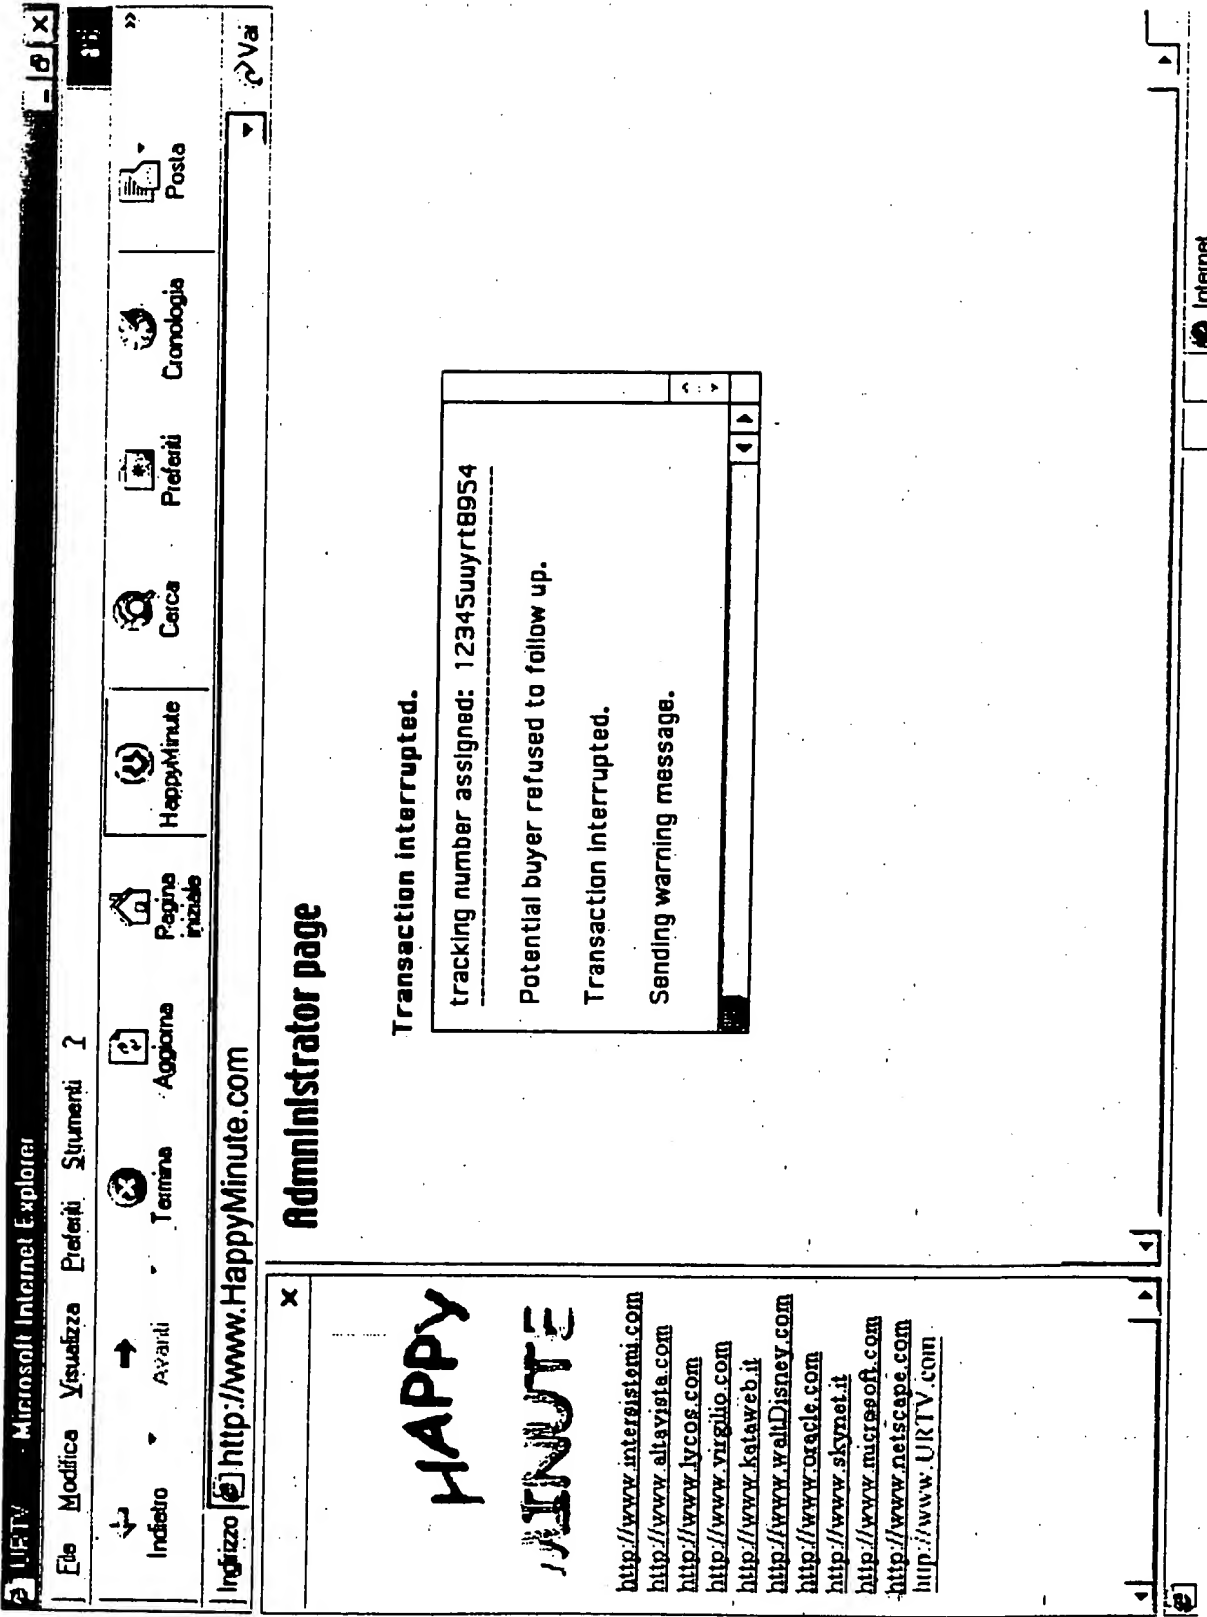 URTV - Microsoft Internet Explorer
File Modifica Visualizza Preferiti Strumenti ?
Indietro Avanti Termina Aggiorna Pagina iniziale HappyMinute Cerca Preferiti Cronologia Posta »
Indirizzo http://www.HappyMinute.com Vai
HAPPY
MINUTE
http://www.intersistemi.com
http://www.altavista.com
http://www.lycos.com
http://www.virgilio.com
http://www.kataweb.it
http://www.waltDisney.com
http://www.oracle.com
http://www.skynet.it
http://www.microsoft.com
http://www.netscape.com
http://www.URTV.com
Administrator page
Transaction interrupted.
tracking number assigned: 12345uuyrt8954
Potential buyer refused to follow up.
Transaction interrupted.
Sending warning message.
Internet